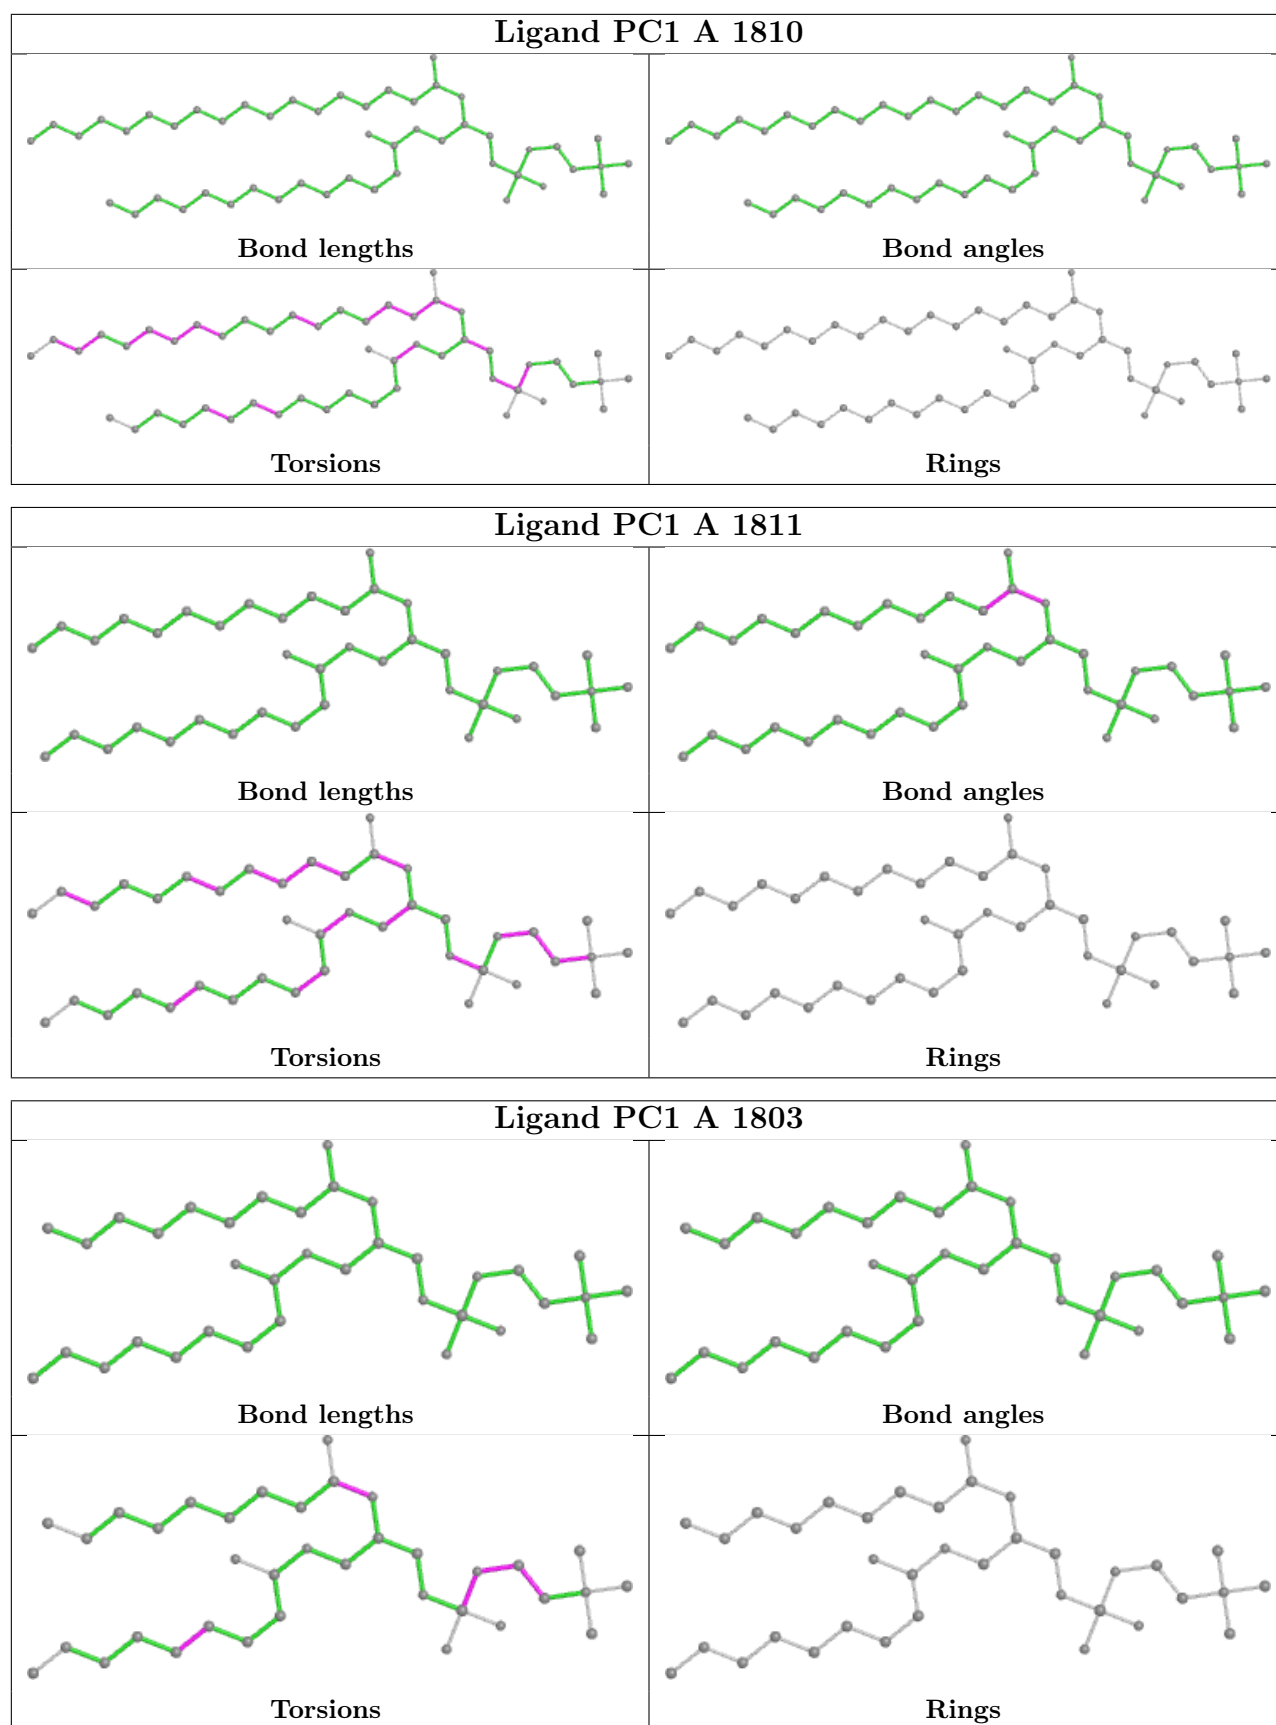 Ligand PC1 A 1810
Bond lengths
Bond angles
Torsions
Rings
Ligand PC1 A 1811
Bond lengths
Bond angles
Torsions
Rings
Ligand PC1 A 1803
Bond lengths
Bond angles
Torsions
Rings